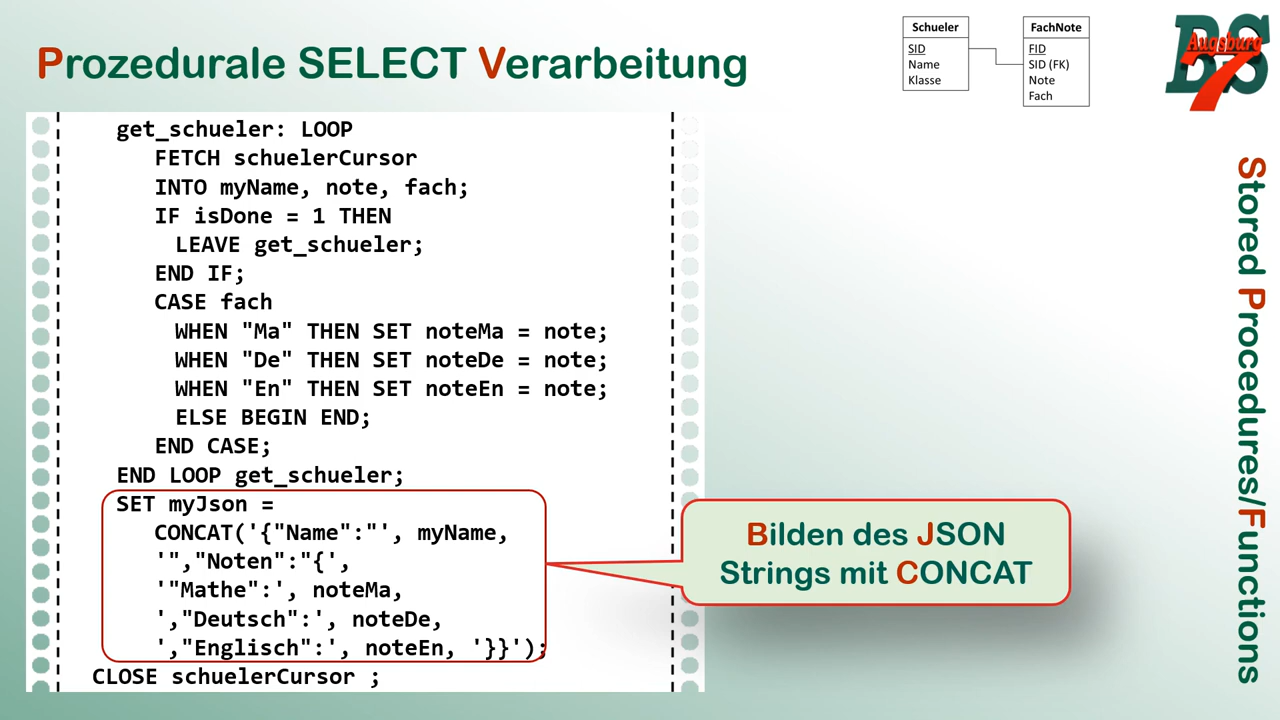 Prozedurale SELECT Verarbeitung
Schueler
SID
Name
Klasse
FachNote
FID
SID (FK)
Note
Fach
BS
Augsburg
7
get_schueler: LOOP
FETCH schuelerCursor
INTO myName, note, fach;
IF isDone = 1 THEN
LEAVE get_schueler;
END IF;
CASE fach
WHEN "Ma" THEN SET noteMa = note;
WHEN "De" THEN SET noteDe = note;
WHEN "En" THEN SET noteEn = note;
ELSE BEGIN END;
END CASE;
END LOOP get_schueler;
SET myJson =
CONCAT('{"Name":"', myName,
'","Noten":"{',
'"Mathe":', noteMa,
',"Deutsch":', noteDe,
',"Englisch":', noteEn, '}}');
CLOSE schuelerCursor ;
Bilden des JSON
Strings mit CONCAT
Stored Procedures/Functions